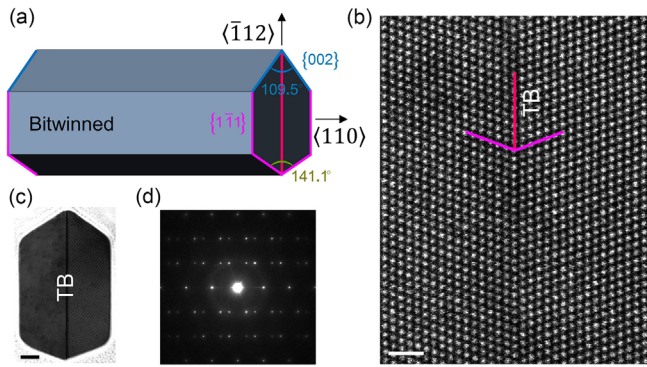 (a)
⟨1̅12⟩
{002}
109.5
Bitwinned
{11̅1}
⟨110⟩
141.1°
(b)
TB
(c)
TB
(d)